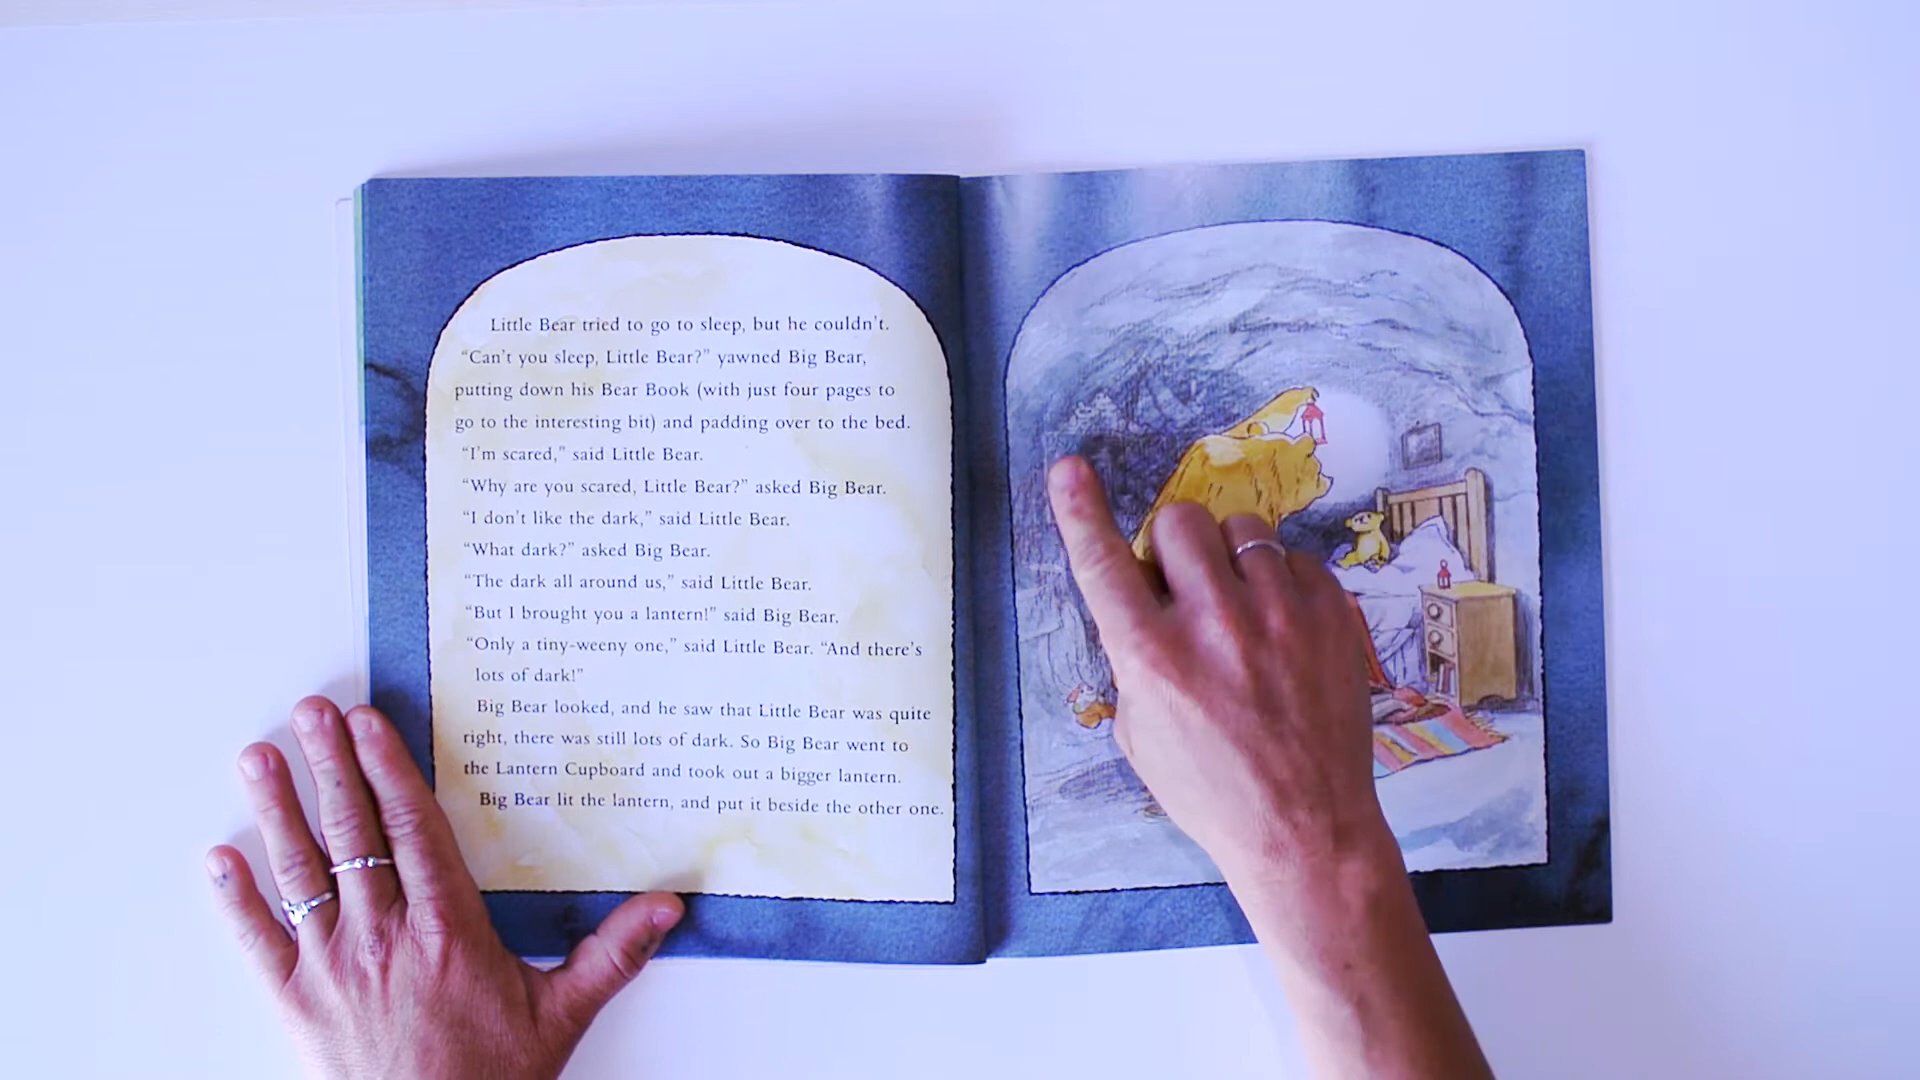 Little Bear tried to go to sleep, but he couldn't.
“Can't you sleep, Little Bear?” yawned Big Bear,
putting down his Bear Book (with just four pages to
go to the interesting bit) and padding over to the bed.
“I'm scared,” said Little Bear.
“Why are you scared, Little Bear?” asked Big Bear.
“I don't like the dark,” said Little Bear.
“What dark?” asked Big Bear.
“The dark all around us,” said Little Bear.
“But I brought you a lantern!” said Big Bear.
“Only a tiny-weeny one,” said Little Bear. “And there's
lots of dark!”
Big Bear looked, and he saw that Little Bear was quite
right, there was still lots of dark. So Big Bear went to
the Lantern Cupboard and took out a bigger lantern.
Big Bear lit the lantern, and put it beside the other one.